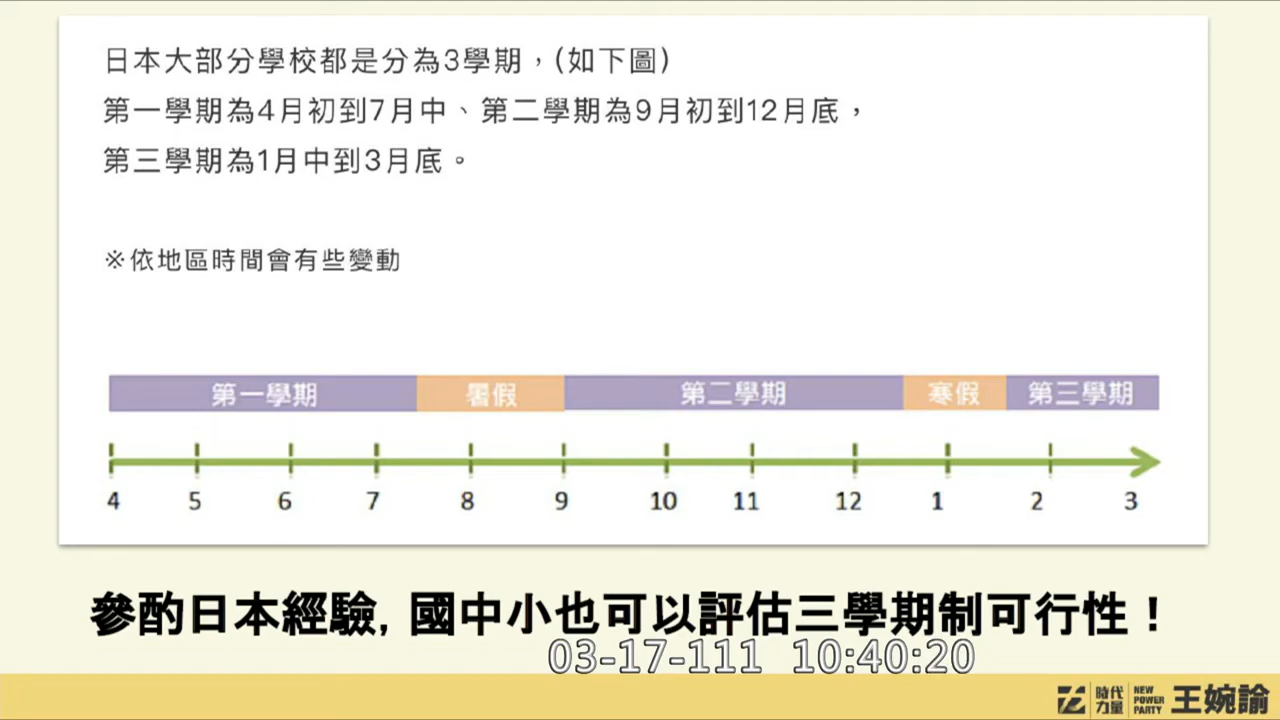 日本大部分學校都是分為3學期，(如下圖)
第一學期為4月初到7月中、第二學期為9月初到12月底，
第三學期為1月中到3月底。
※依地區時間會有些變動
第一學期 暑假 第二學期 寒假 第三學期
4 5 6 7 8 9 10 11 12 1 2 3
參酌日本經驗,國中小也可以評估三學期制可行性！
03-17-111 10:40:20
時代力量 NEW POWER PARTY 王婉諭